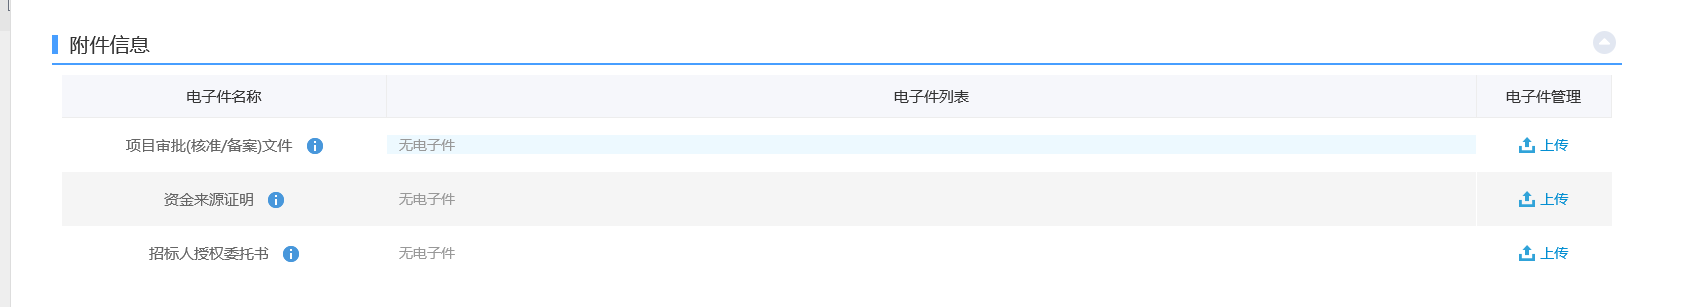 附件信息
电子件名称 电子件列表 电子件管理
项目审批(核准/备案)文件 无电子件 上传
资金来源证明 无电子件 上传
招标人授权委托书 无电子件 上传